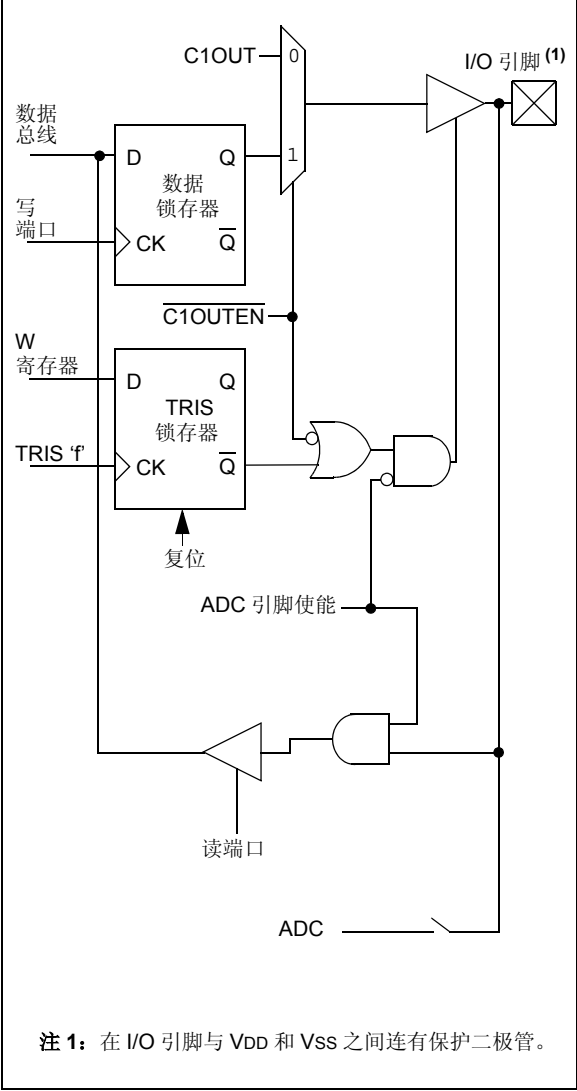 C1OUT
0
I/O 引脚 (1)
数据
总线
D
Q
1
数据
锁存器
写
端口
CK
Q̅
C̅1̅O̅U̅T̅E̅N̅
W
寄存器
D
Q
TRIS
锁存器
TRIS ‘f’
CK
Q̅
复位
ADC 引脚使能
读端口
ADC
注 1：在 I/O 引脚与 VDD 和 VSS 之间连有保护二极管。